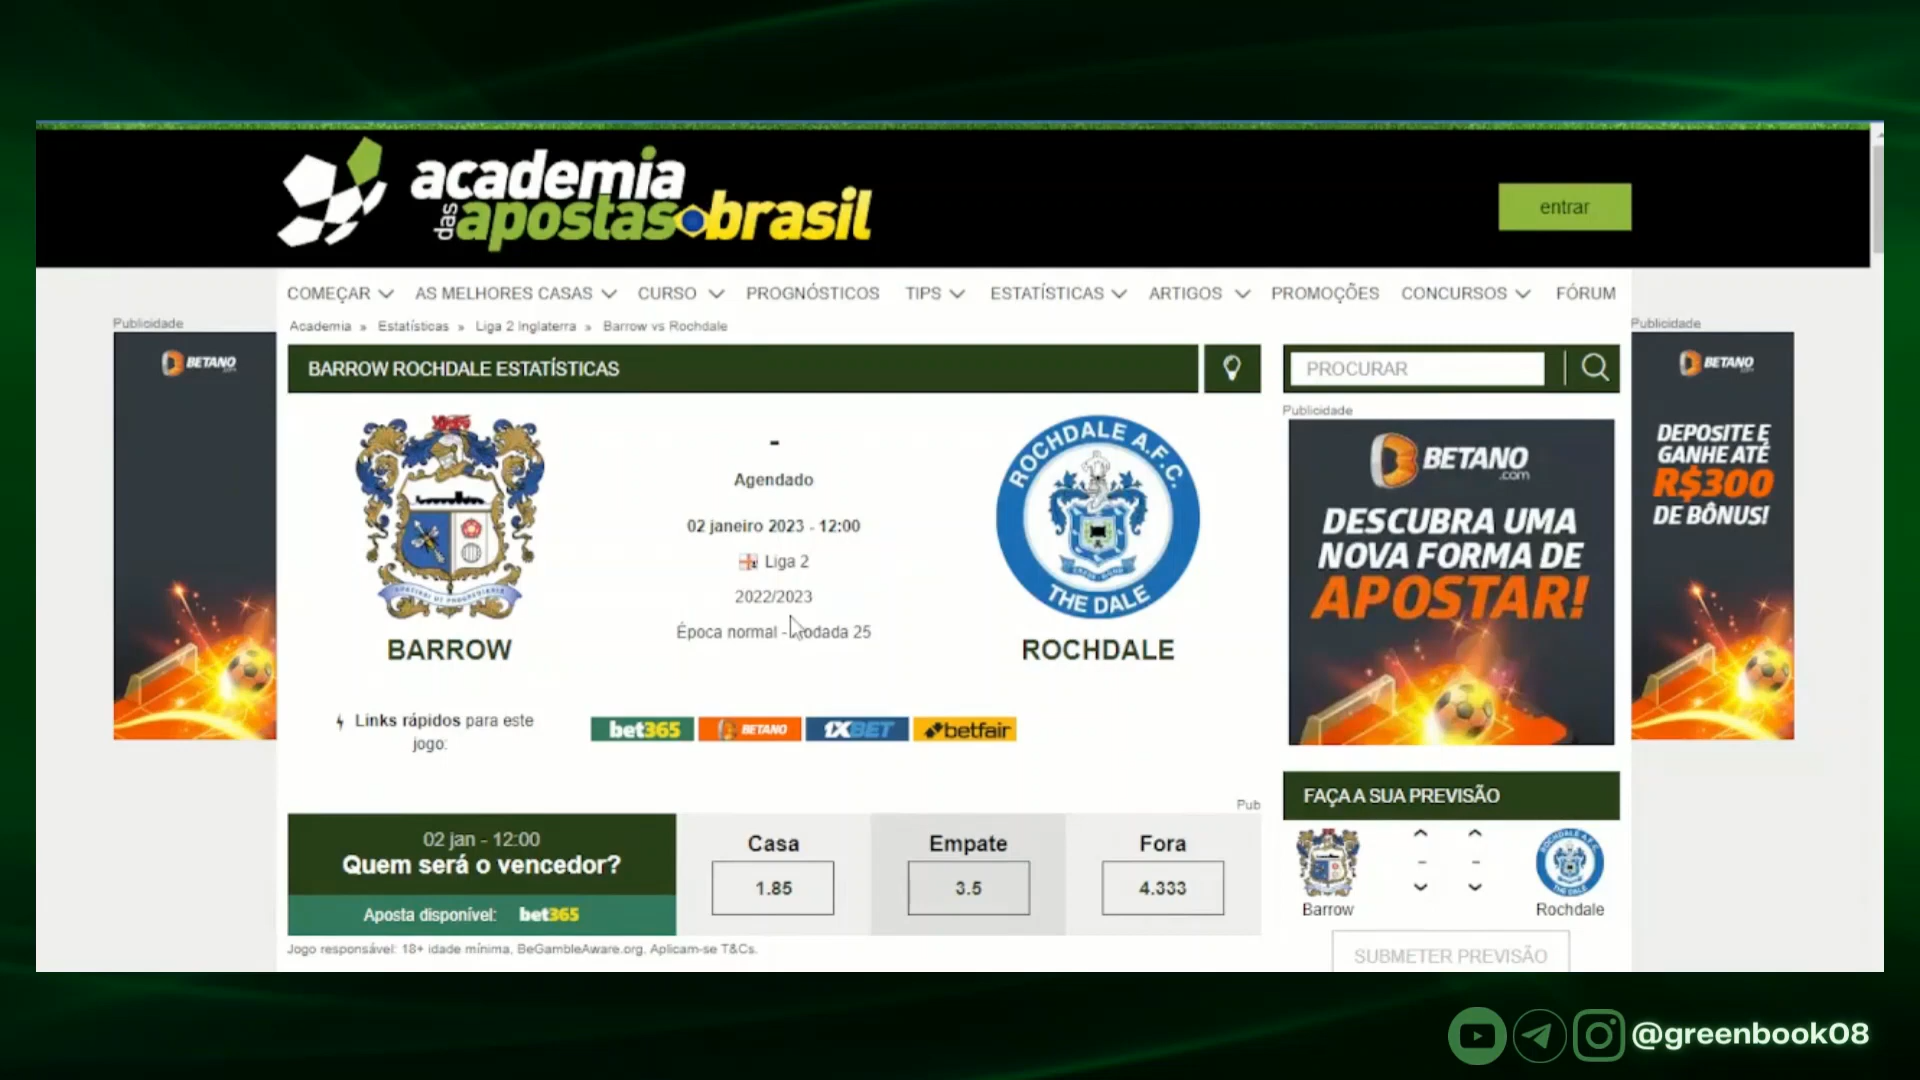 academia
das apostas brasil
entrar
COMEÇAR AS MELHORES CASAS CURSO PROGNÓSTICOS TIPS ESTATÍSTICAS ARTIGOS PROMOÇÕES CONCURSOS FÓRUM
Academia » Estatísticas » Liga 2 Inglaterra » Barrow vs Rochdale
Publicidade
BETANO
.com
BARROW ROCHDALE ESTATÍSTICAS
PROCURAR
-
Agendado
02 janeiro 2023 - 12:00
Liga 2
2022/2023
Época normal - Rodada 25
BARROW
ROCHDALE A.F.C.
THE DALE
ROCHDALE
Links rápidos para este
jogo:
bet365 BETANO 1XBET betfair
Publicidade
BETANO
.com
DESCUBRA UMA
NOVA FORMA DE
APOSTAR!
Publicidade
BETANO
.com
DEPOSITE E
GANHE ATÉ
R$300
DE BÔNUS!
Pub
02 jan - 12:00
Quem será o vencedor?
Aposta disponível: bet365
Casa Empate Fora
1.85 3.5 4.333
Jogo responsável: 18+ idade mínima, BeGambleAware.org. Aplicam-se T&Cs.
FAÇA A SUA PREVISÃO
- -
Barrow Rochdale
SUBMETER PREVISÃO
@greenbook08